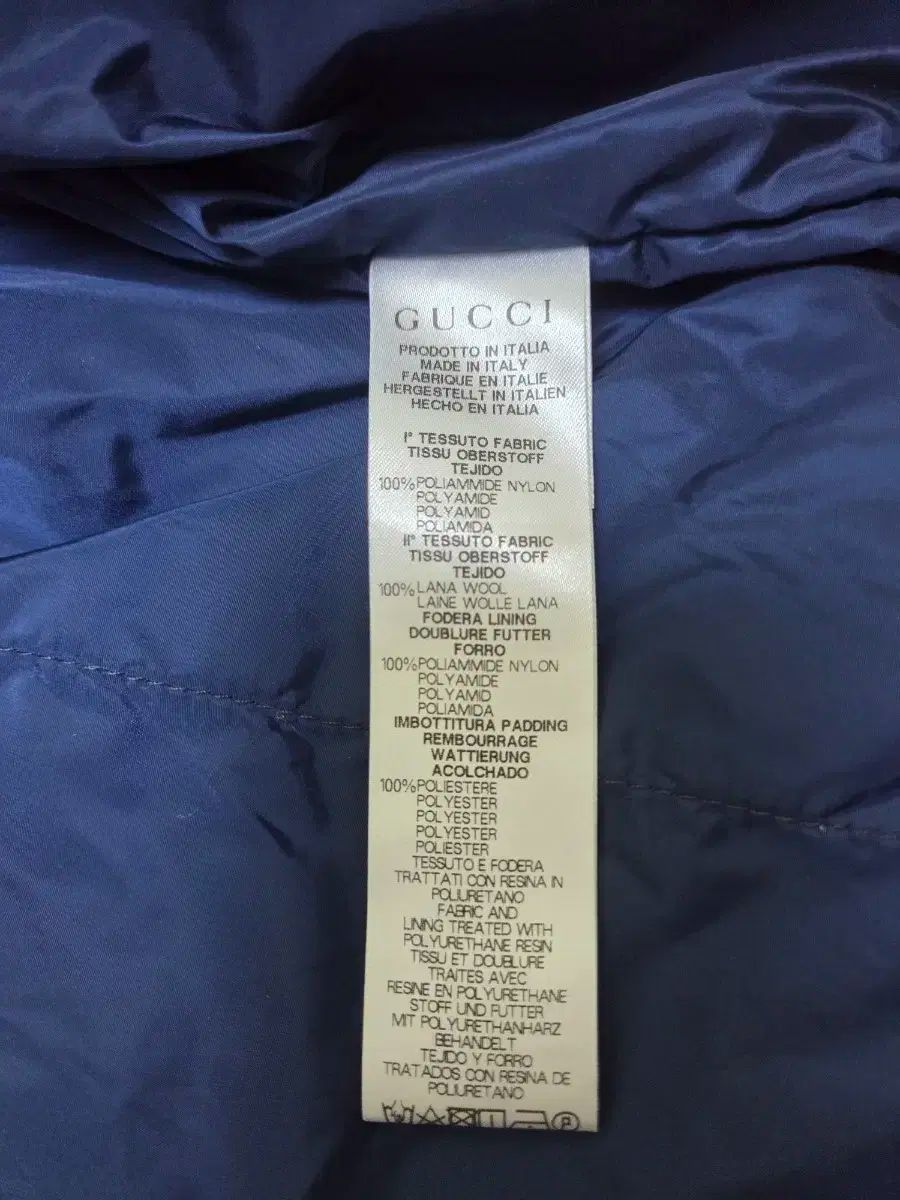 GUCCI
PRODOTTO IN ITALIA
MADE IN ITALY
FABRIQUE EN ITALIE
HERGESTELLT IN ITALIEN
HECHO EN ITALIA
I° TESSUTO FABRIC
TISSU OBERSTOFF
TEJIDO
100%POLIAMMIDE NYLON
POLYAMIDE
POLYAMID
POLIAMIDA
II° TESSUTO FABRIC
TISSU OBERSTOFF
TEJIDO
100%LANA WOOL
LAINE WOLLE LANA
FODERA LINING
DOUBLURE FUTTER
FORRO
100%POLIAMMIDE NYLON
POLYAMIDE
POLYAMID
POLIAMIDA
IMBOTTITURA PADDING
REMBOURRAGE
WATTIERUNG
ACOLCHADO
100%POLIESTERE
POLYESTER
POLYESTER
POLYESTER
POLIESTER
TESSUTO E FODERA
TRATTATI CON RESINA IN
POLIURETANO
FABRIC AND
LINING TREATED WITH
POLYURETHANE RESIN
TISSU ET DOUBLURE
TRAITES AVEC
RESINE EN POLYURETHANE
STOFF UND FUTTER
MIT POLYURETHANHARZ
BEHANDELT
TEJIDO Y FORRO
TRATADOS CON RESINA DE
POLIURETANO
P